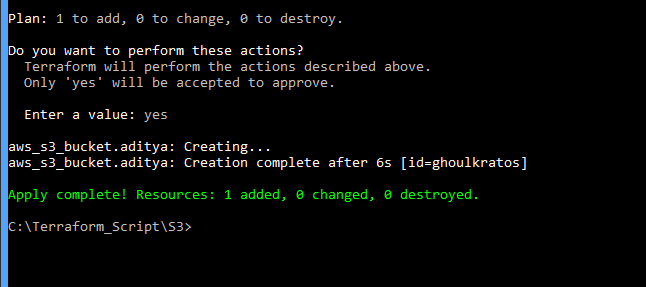 Plan: 1 to add, 0 to change, 0 to destroy.
Do you want to perform these actions?
Terraform will perform the actions described above.
Only 'yes' will be accepted to approve.
Enter a value: yes
aws_s3_bucket.aditya: Creating...
aws_s3_bucket.aditya: Creation complete after 6s [id=ghoulkratos]
Apply complete! Resources: 1 added, 0 changed, 0 destroyed.
C:\Terraform_Script\S3>